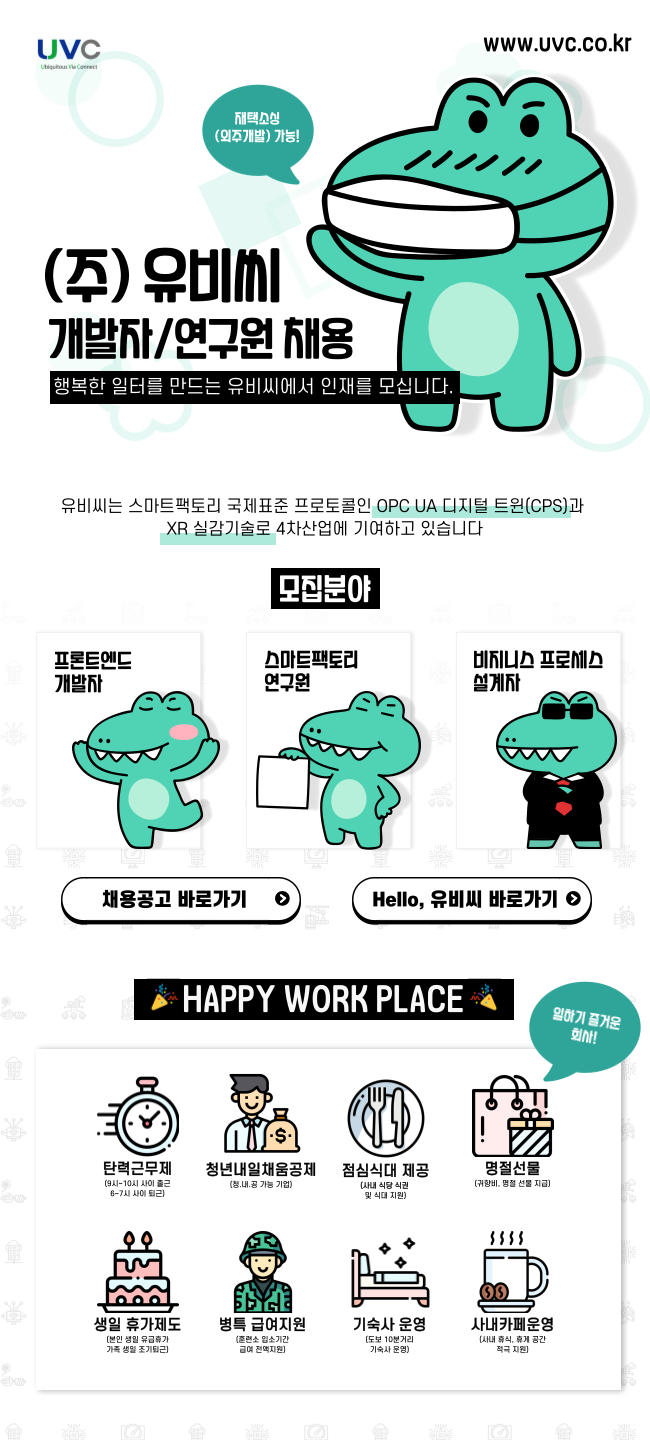 UVC
Ubiquitous Via Connect
www.uvc.co.kr
재택소싱
(외주개발) 가능!
(주) 유비씨
개발자/연구원 채용
행복한 일터를 만드는 유비씨에서 인재를 모십니다.
유비씨는 스마트팩토리 국제표준 프로토콜인 OPC UA 디지털 트윈(CPS)과
XR 실감기술로 4차산업에 기여하고 있습니다
모집분야
프론트엔드
개발자
스마트팩토리
연구원
비지니스 프로세스
설계자
채용공고 바로가기
Hello, 유비씨 바로가기
HAPPY WORK PLACE
일하기 즐거운
회사!
탄력근무제
(9시~10시 사이 출근
6~7시 사이 퇴근)
청년내일채움공제
(청.내.공 가능 기업)
점심식대 제공
(사내 식당 식권
및 식대 지원)
명절선물
(귀향비, 명절 선물 지급)
생일 휴가제도
(본인 생일 유급휴가
가족 생일 조기퇴근)
병특 급여지원
(훈련소 입소기간
급여 전액지원)
기숙사 운영
(도보 10분거리
기숙사 운영)
사내카페운영
(사내 휴식, 휴게 공간
적극 지원)